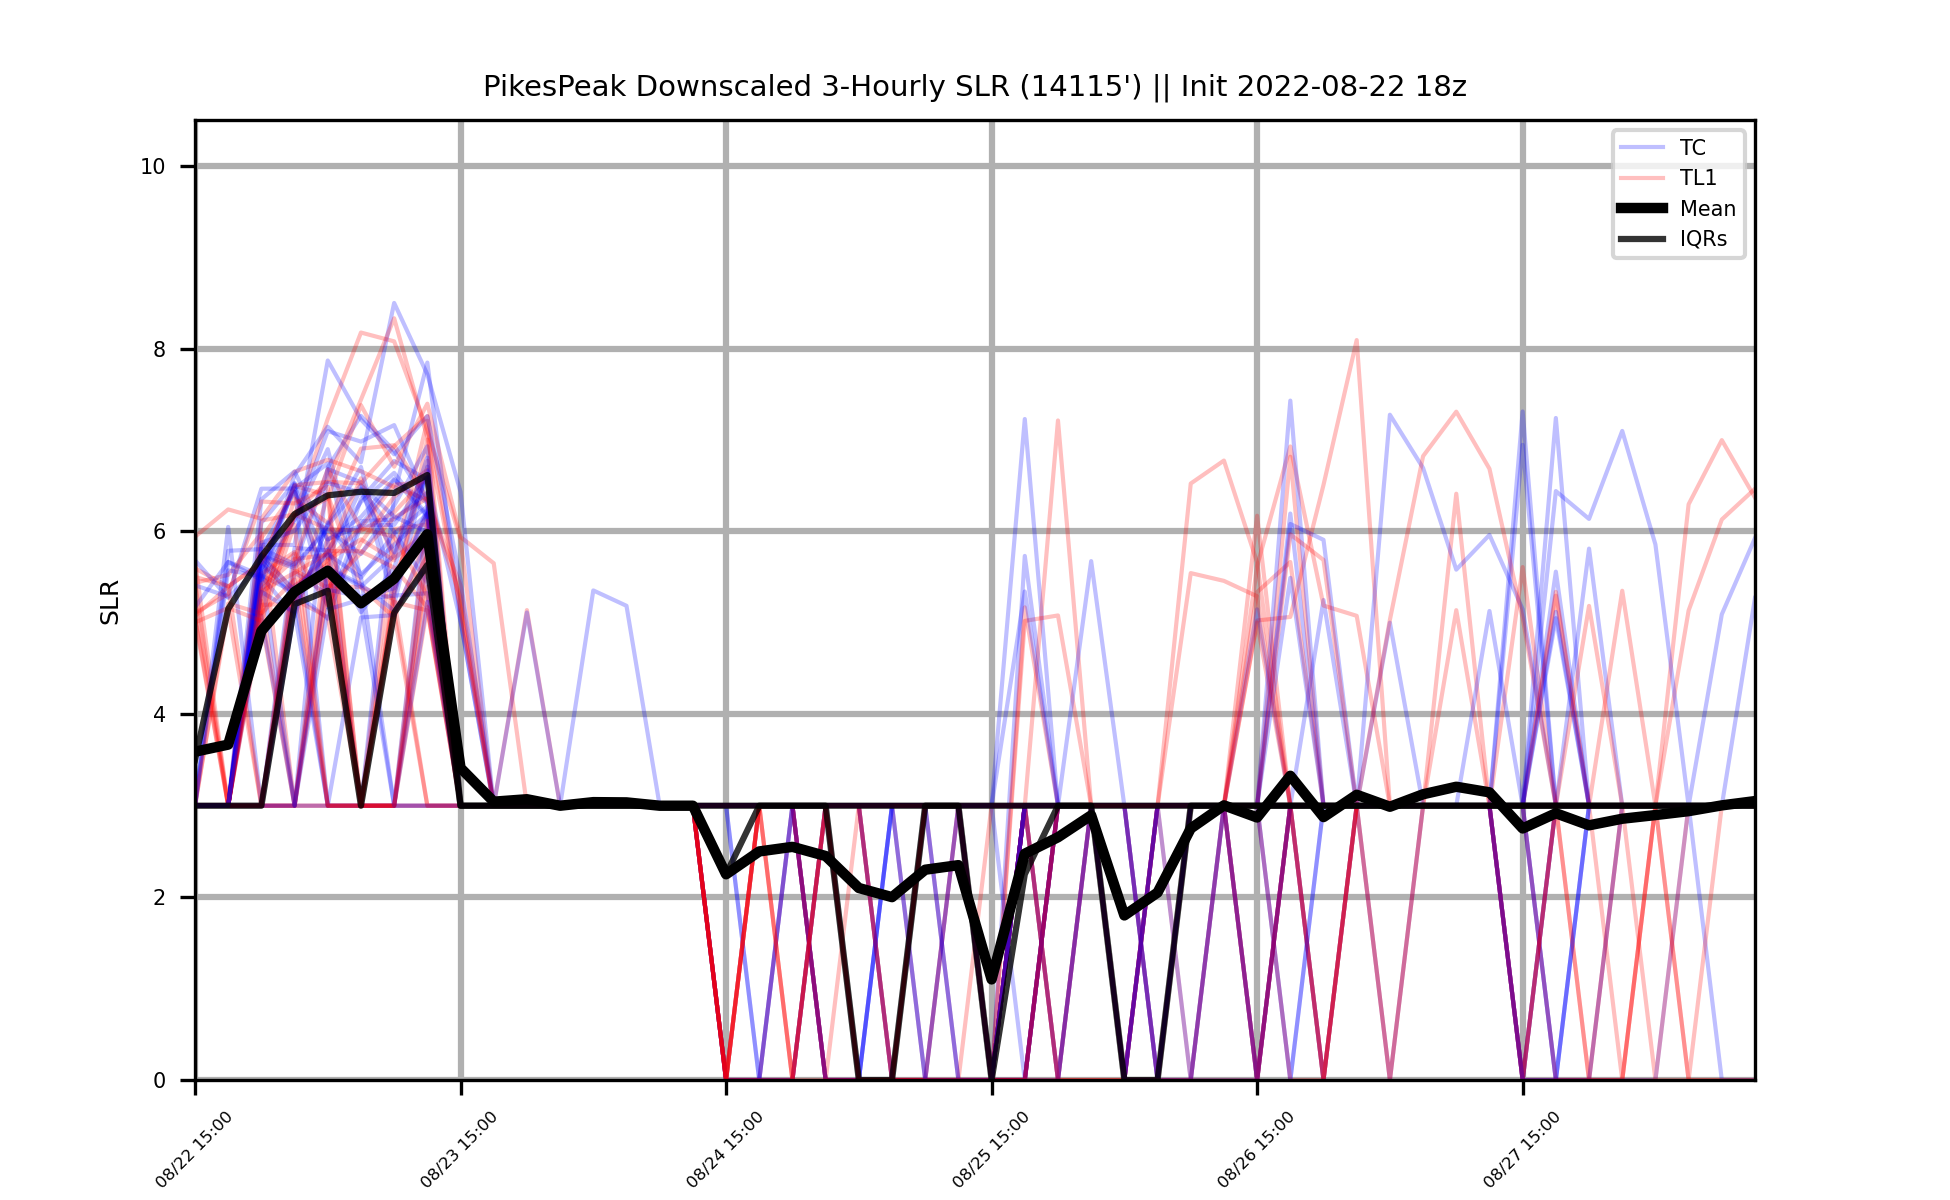 PikesPeak Downscaled 3-Hourly SLR (14115') || Init 2022-08-22 18z
TC
TL1
Mean
IQRs
SLR
10
8
6
4
2
0
08/22 15:00
08/23 15:00
08/24 15:00
08/25 15:00
08/26 15:00
08/27 15:00